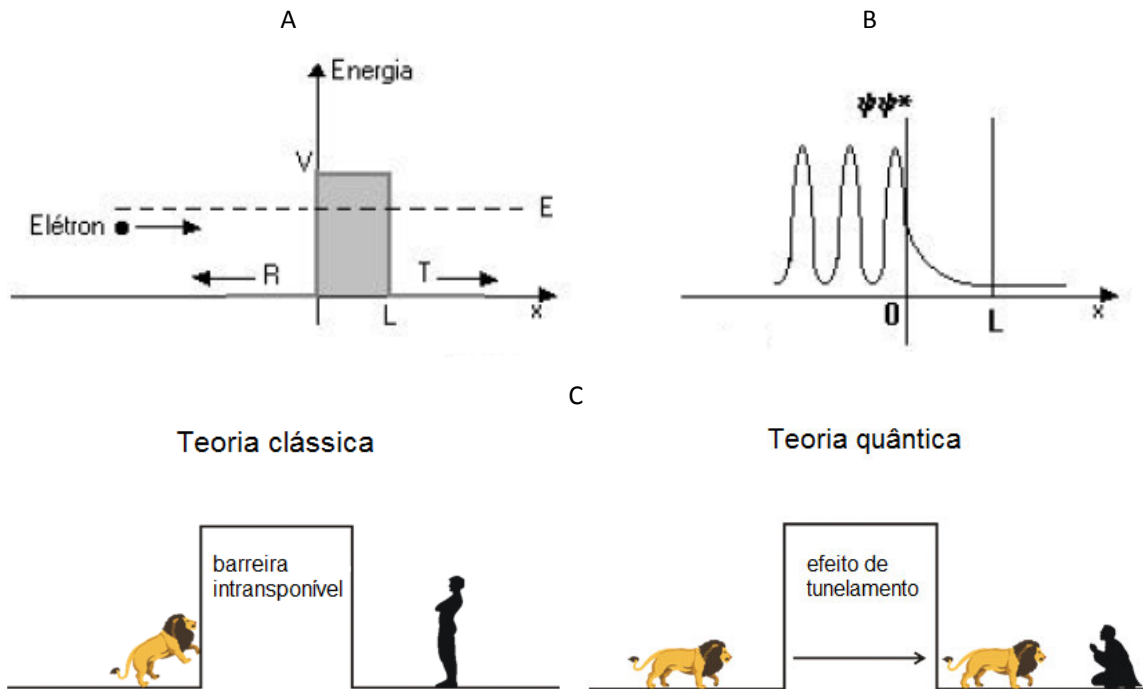 A
B
Energia
V
E
Elétron
R
T
L
x
ψψ*
0
L
x
C
Teoria clássica
Teoria quântica
barreira
intransponível
efeito de
tunelamento